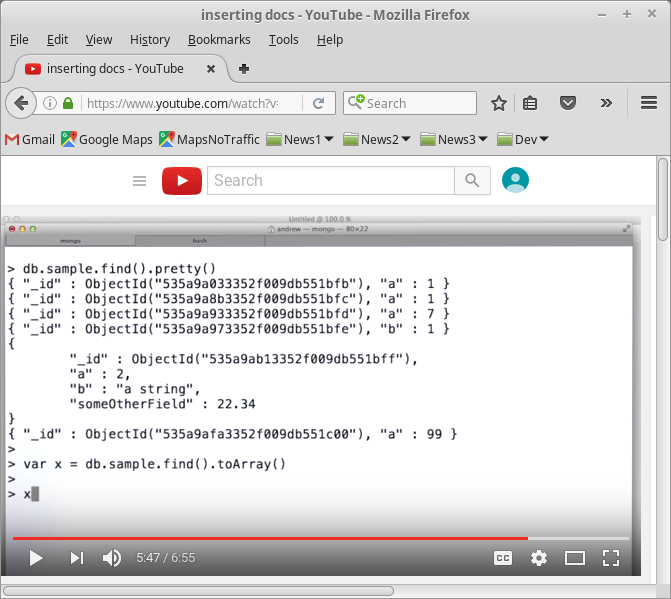 inserting docs - YouTube - Mozilla Firefox
File Edit View History Bookmarks Tools Help
inserting docs - YouTube
https://www.youtube.com/watch?v= Search
Gmail Google Maps MapsNoTraffic News1 News2 News3 Dev
Search
Untitled @ 100.0 %
andrew — mongo — 80×22
mongo bash
> db.sample.find().pretty()
{ "_id" : ObjectId("535a9a033352f009db551bfb"), "a" : 1 }
{ "_id" : ObjectId("535a9a8b3352f009db551bfc"), "a" : 1 }
{ "_id" : ObjectId("535a9a933352f009db551bfd"), "a" : 7 }
{ "_id" : ObjectId("535a9a973352f009db551bfe"), "b" : 1 }
{
"_id" : ObjectId("535a9ab13352f009db551bff"),
"a" : 2,
"b" : "a string",
"someOtherField" : 22.34
}
{ "_id" : ObjectId("535a9afa3352f009db551c00"), "a" : 99 }
>
> var x = db.sample.find().toArray()
>
> x
5:47 / 6:55 CC